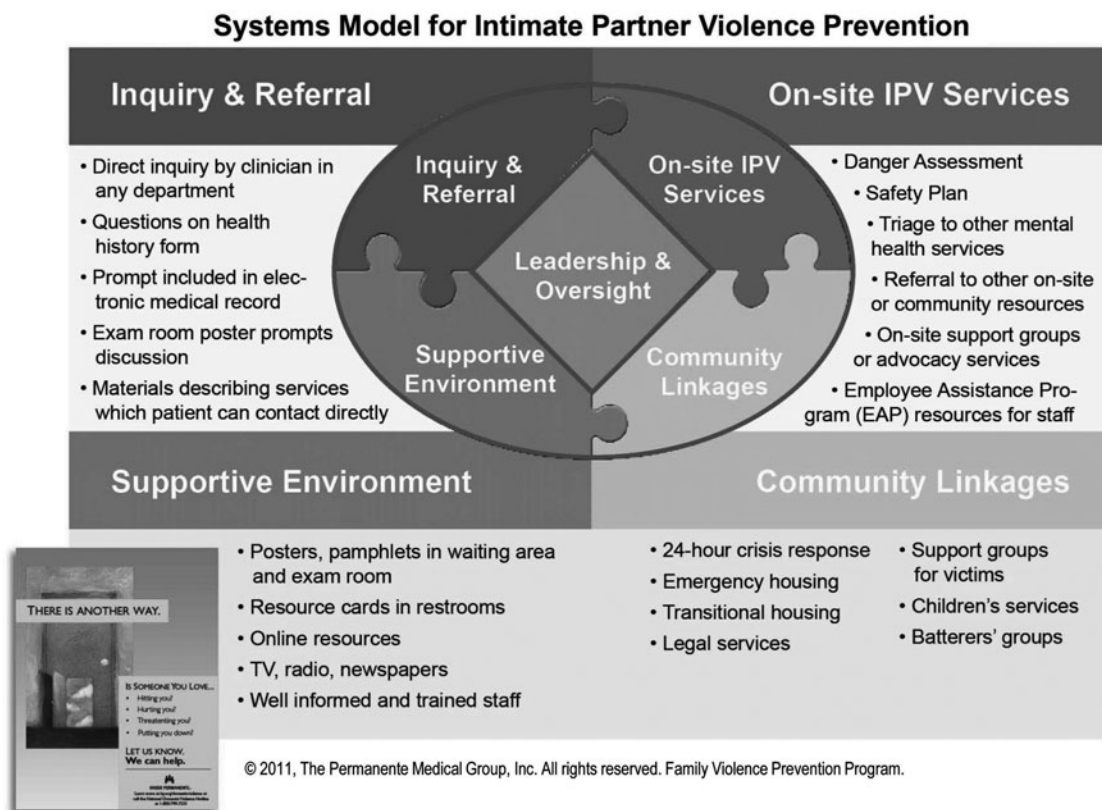 Systems Model for Intimate Partner Violence Prevention
Inquiry & Referral
• Direct inquiry by clinician in
any department
• Questions on health
history form
• Prompt included in elec-
tronic medical record
• Exam room poster prompts
discussion
• Materials describing services
which patient can contact directly
On-site IPV Services
• Danger Assessment
• Safety Plan
• Triage to other mental
health services
• Referral to other on-site
or community resources
• On-site support groups
or advocacy services
• Employee Assistance Pro-
gram (EAP) resources for staff
Inquiry &
Referral
On-site IPV
Services
Leadership &
Oversight
Supportive
Environment
Community
Linkages
Supportive Environment
• Posters, pamphlets in waiting area
and exam room
• Resource cards in restrooms
• Online resources
• TV, radio, newspapers
• Well informed and trained staff
Community Linkages
• 24-hour crisis response
• Emergency housing
• Transitional housing
• Legal services
• Support groups
for victims
• Children's services
• Batterers' groups
THERE IS ANOTHER WAY.
IS SOMEONE YOU LOVE...
• Hitting you?
• Hurting you?
• Threatening you?
• Putting you down?
LET US KNOW.
We can help.
© 2011, The Permanente Medical Group, Inc. All rights reserved. Family Violence Prevention Program.